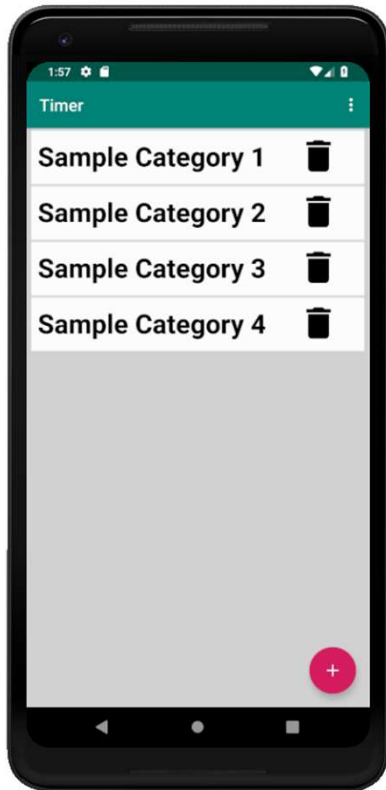 1:57
Timer
Sample Category 1
Sample Category 2
Sample Category 3
Sample Category 4
+